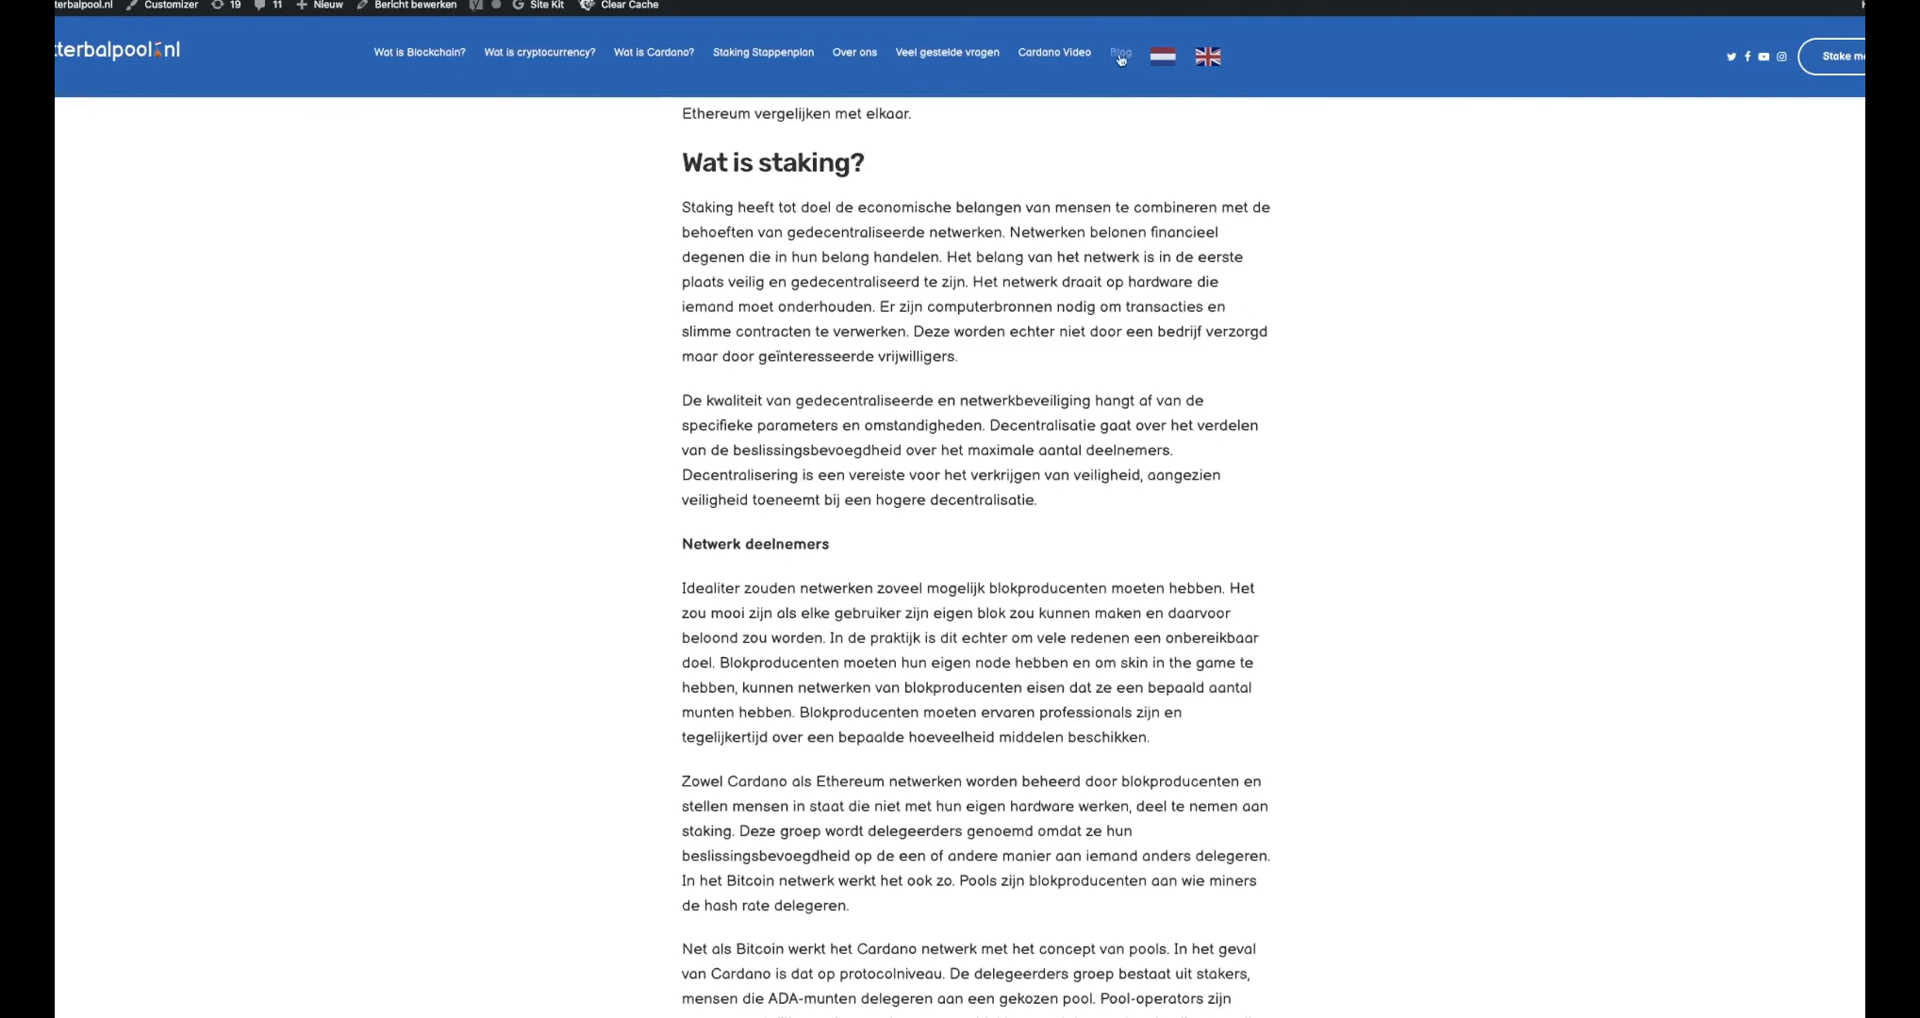 terbalpool.nl Customizer 19 11 Nieuw Bericht bewerken Site Kit Clear Cache
terbalpool.nl Wat is Blockchain? Wat is cryptocurrency? Wat is Cardano? Staking Stappenplan Over ons Veel gestelde vragen Cardano Video Blog Stake
Ethereum vergelijken met elkaar.
Wat is staking?
Staking heeft tot doel de economische belangen van mensen te combineren met de
behoeften van gedecentraliseerde netwerken. Netwerken belonen financieel
degenen die in hun belang handelen. Het belang van het netwerk is in de eerste
plaats veilig en gedecentraliseerd te zijn. Het netwerk draait op hardware die
iemand moet onderhouden. Er zijn computerbronnen nodig om transacties en
slimme contracten te verwerken. Deze worden echter niet door een bedrijf verzorgd
maar door geïnteresseerde vrijwilligers.
De kwaliteit van gedecentraliseerde en netwerkbeveiliging hangt af van de
specifieke parameters en omstandigheden. Decentralisatie gaat over het verdelen
van de beslissingsbevoegdheid over het maximale aantal deelnemers.
Decentralisering is een vereiste voor het verkrijgen van veiligheid, aangezien
veiligheid toeneemt bij een hogere decentralisatie.
Netwerk deelnemers
Idealiter zouden netwerken zoveel mogelijk blokproducenten moeten hebben. Het
zou mooi zijn als elke gebruiker zijn eigen blok zou kunnen maken en daarvoor
beloond zou worden. In de praktijk is dit echter om vele redenen een onbereikbaar
doel. Blokproducenten moeten hun eigen node hebben en om skin in the game te
hebben, kunnen netwerken van blokproducenten eisen dat ze een bepaald aantal
munten hebben. Blokproducenten moeten ervaren professionals zijn en
tegelijkertijd over een bepaalde hoeveelheid middelen beschikken.
Zowel Cardano als Ethereum netwerken worden beheerd door blokproducenten en
stellen mensen in staat die niet met hun eigen hardware werken, deel te nemen aan
staking. Deze groep wordt delegeerders genoemd omdat ze hun
beslissingsbevoegdheid op de een of andere manier aan iemand anders delegeren.
In het Bitcoin netwerk werkt het ook zo. Pools zijn blokproducenten aan wie miners
de hash rate delegeren.
Net als Bitcoin werkt het Cardano netwerk met het concept van pools. In het geval
van Cardano is dat op protocolniveau. De delegeerders groep bestaat uit stakers,
mensen die ADA-munten delegeren aan een gekozen pool. Pool-operators zijn